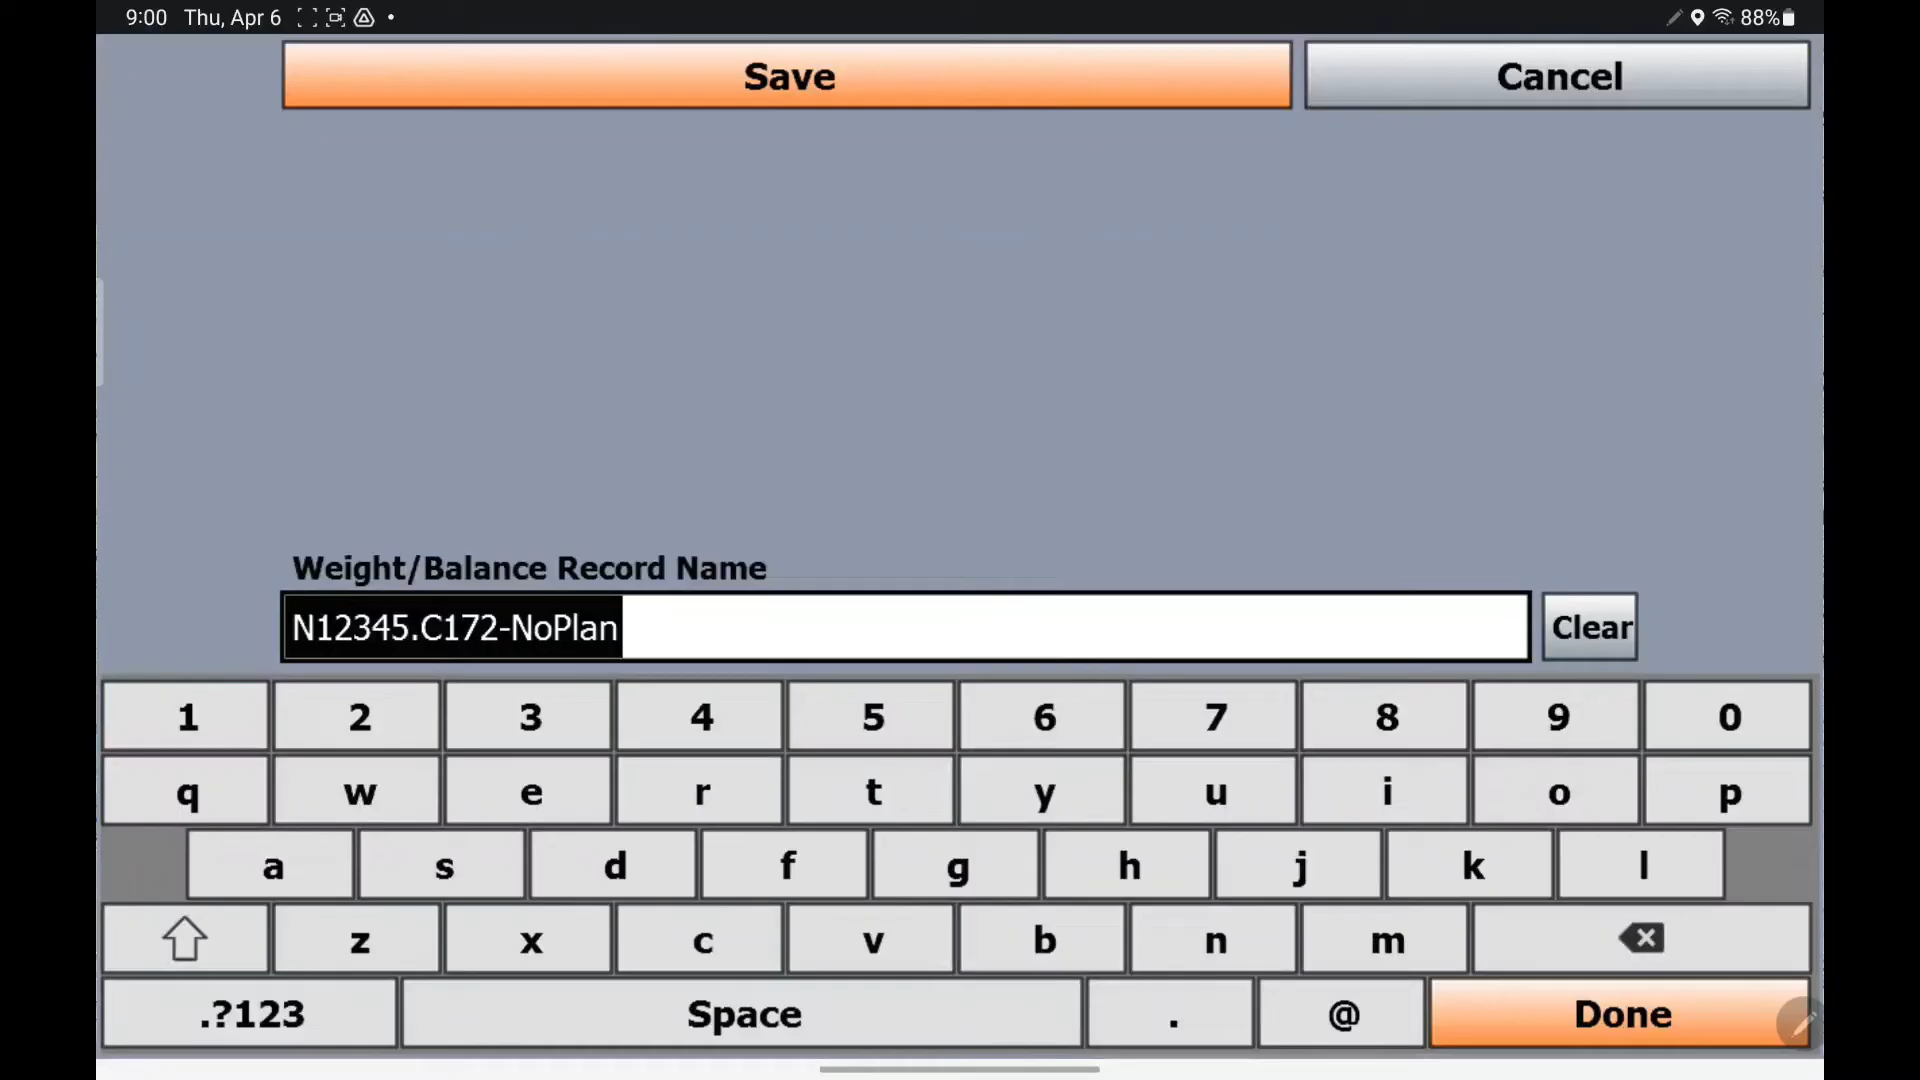 9:00 Thu, Apr 6 88%
Save Cancel
Weight/Balance Record Name
N12345.C172-NoPlan Clear
1 2 3 4 5 6 7 8 9 0
q w e r t y u i o p
a s d f g h j k l
z x c v b n m
.?123 Space . @ Done